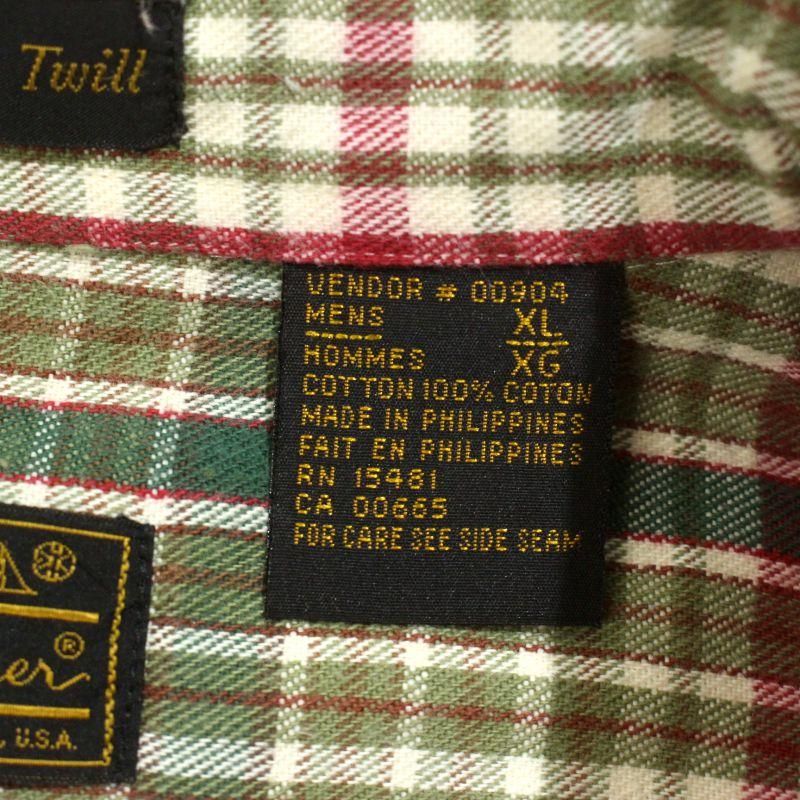 Twill
VENDOR # 00904
MENS XL
HOMMES XG
COTTON 100% COTON
MADE IN PHILIPPINES
FAIT EN PHILIPPINES
RN 15481
CA 00665
FOR CARE SEE SIDE SEAM
U.S.A.